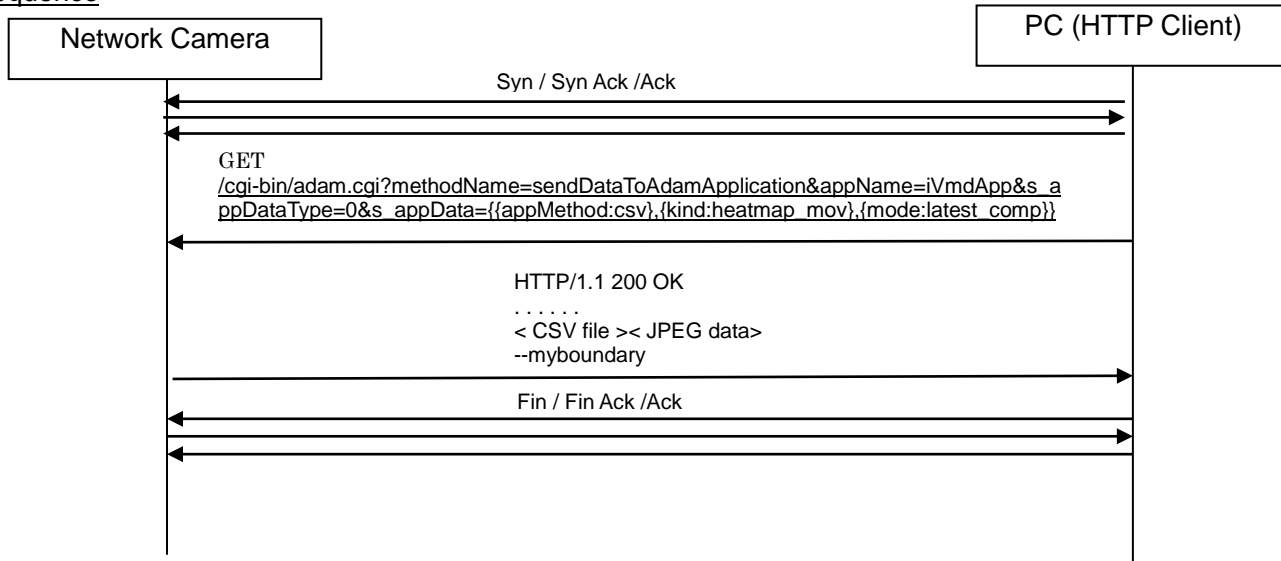 Network Camera
PC (HTTP Client)
Syn / Syn Ack /Ack
GET
/cgi-bin/adam.cgi?methodName=sendDataToAdamApplication&appName=iVmdApp&s_a
ppDataType=0&s_appData={{appMethod:csv},{kind:heatmap_mov},{mode:latest_comp}}
HTTP/1.1 200 OK
. . . . . .
< CSV file >< JPEG data>
--myboundary
Fin / Fin Ack /Ack